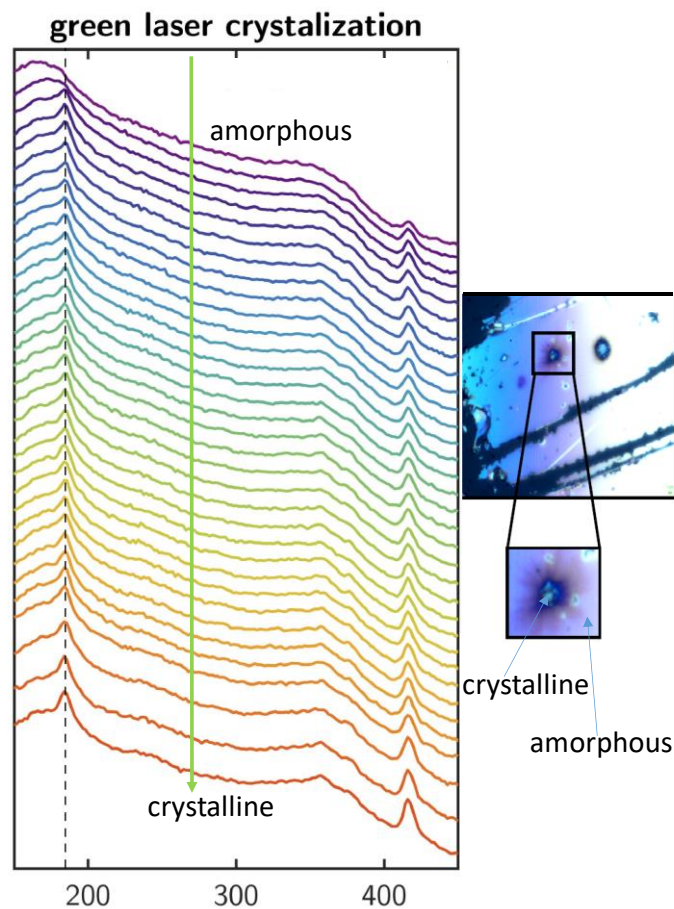 green laser crystalization
amorphous
crystalline
200
300
400
crystalline
amorphous